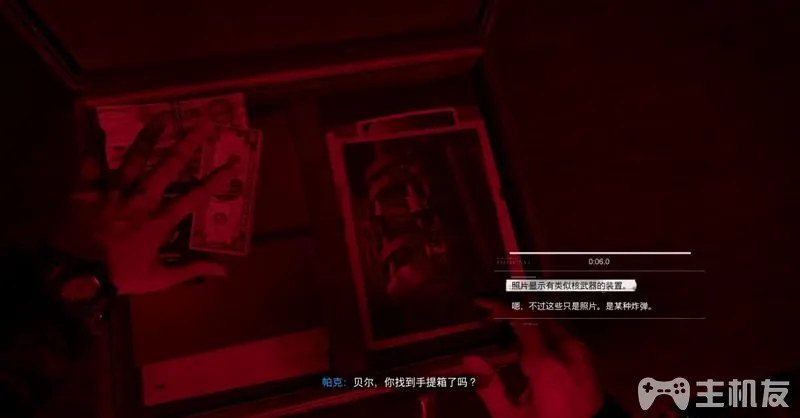 0:06.0
照片显示有类似核武器的装置。
嗯，不过这些只是照片。是某种炸弹。
帕克：贝尔，你找到手提箱了吗？
主机友